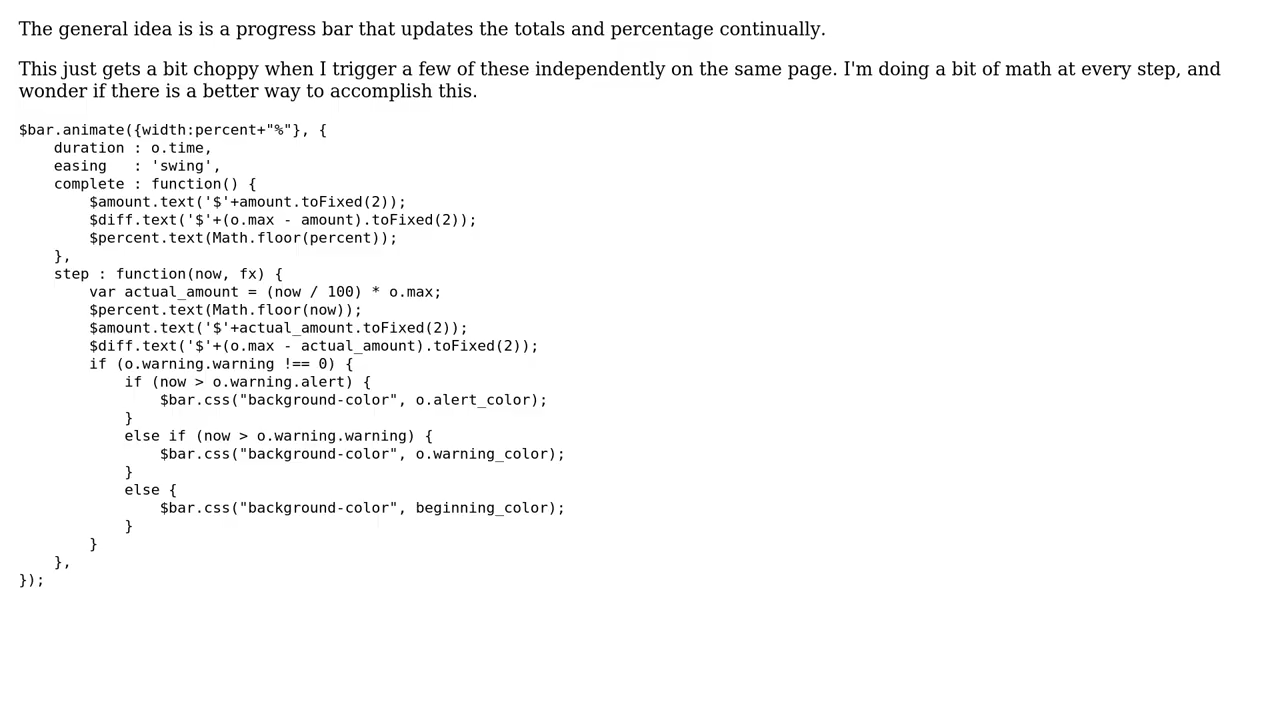 The general idea is is a progress bar that updates the totals and percentage continually.
This just gets a bit choppy when I trigger a few of these independently on the same page. I'm doing a bit of math at every step, and
wonder if there is a better way to accomplish this.
$bar.animate({width:percent+"%"}, {
    duration : o.time,
    easing   : 'swing',
    complete : function() {
        $amount.text('$'+amount.toFixed(2));
        $diff.text('$'+(o.max - amount).toFixed(2));
        $percent.text(Math.floor(percent));
    },
    step : function(now, fx) {
        var actual_amount = (now / 100) * o.max;
        $percent.text(Math.floor(now));
        $amount.text('$'+actual_amount.toFixed(2));
        $diff.text('$'+(o.max - actual_amount).toFixed(2));
        if (o.warning.warning !== 0) {
            if (now > o.warning.alert) {
                $bar.css("background-color", o.alert_color);
            }
            else if (now > o.warning.warning) {
                $bar.css("background-color", o.warning_color);
            }
            else {
                $bar.css("background-color", beginning_color);
            }
        }
    },
});